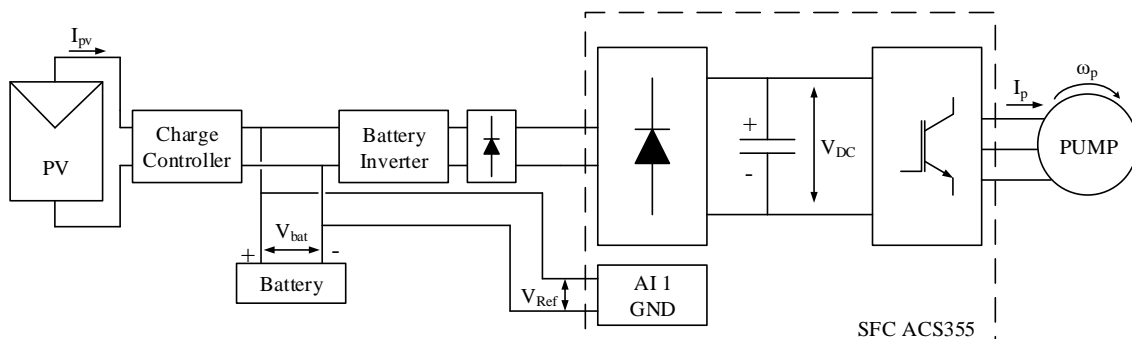 I_pv
PV
Charge
Controller
Battery
Inverter
V_bat
+
-
Battery
V_Ref
AI 1
GND
+
-
V_DC
I_p
ω_p
PUMP
SFC ACS355